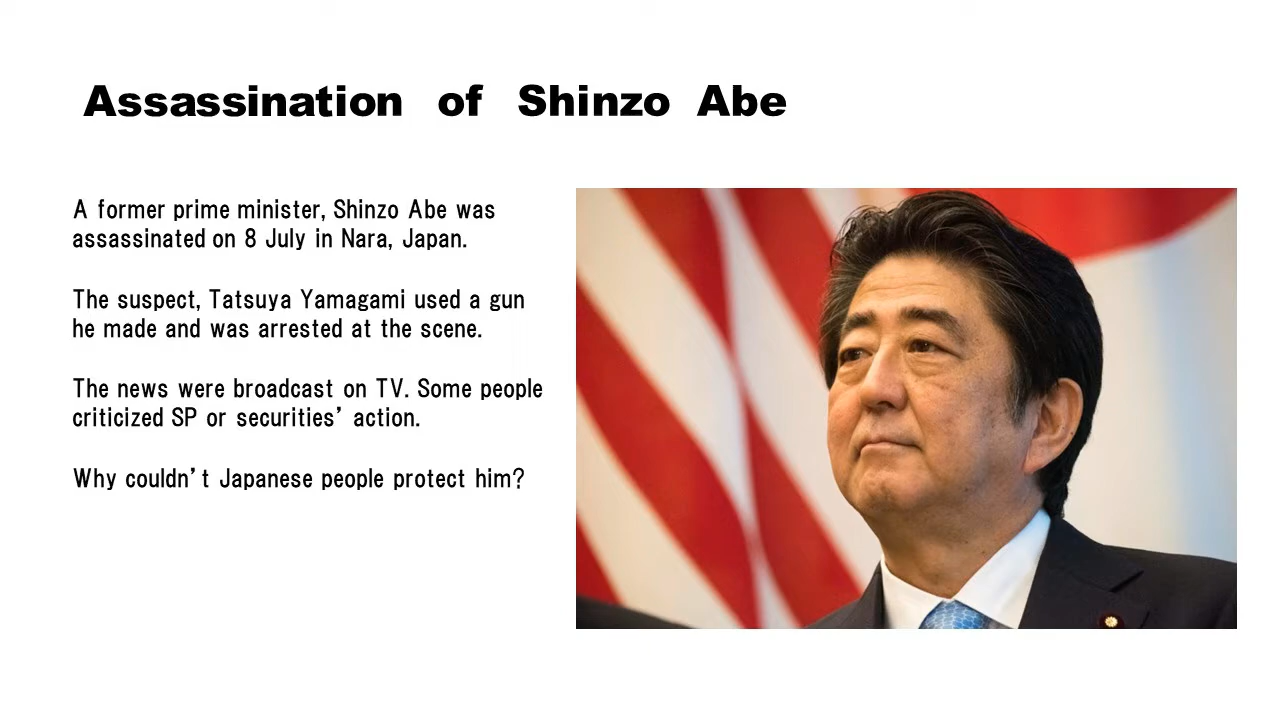 Assassination of Shinzo Abe
A former prime minister, Shinzo Abe was
assassinated on 8 July in Nara, Japan.
The suspect, Tatsuya Yamagami used a gun
he made and was arrested at the scene.
The news were broadcast on TV. Some people
criticized SP or securities’ action.
Why couldn’t Japanese people protect him?